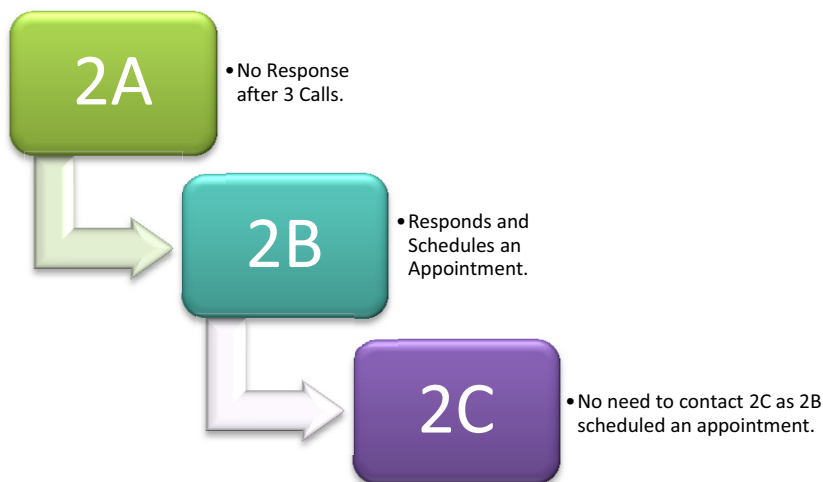 2A
•No Response
after 3 Calls.
2B
•Responds and
Schedules an
Appointment.
2C
•No need to contact 2C as 2B
scheduled an appointment.